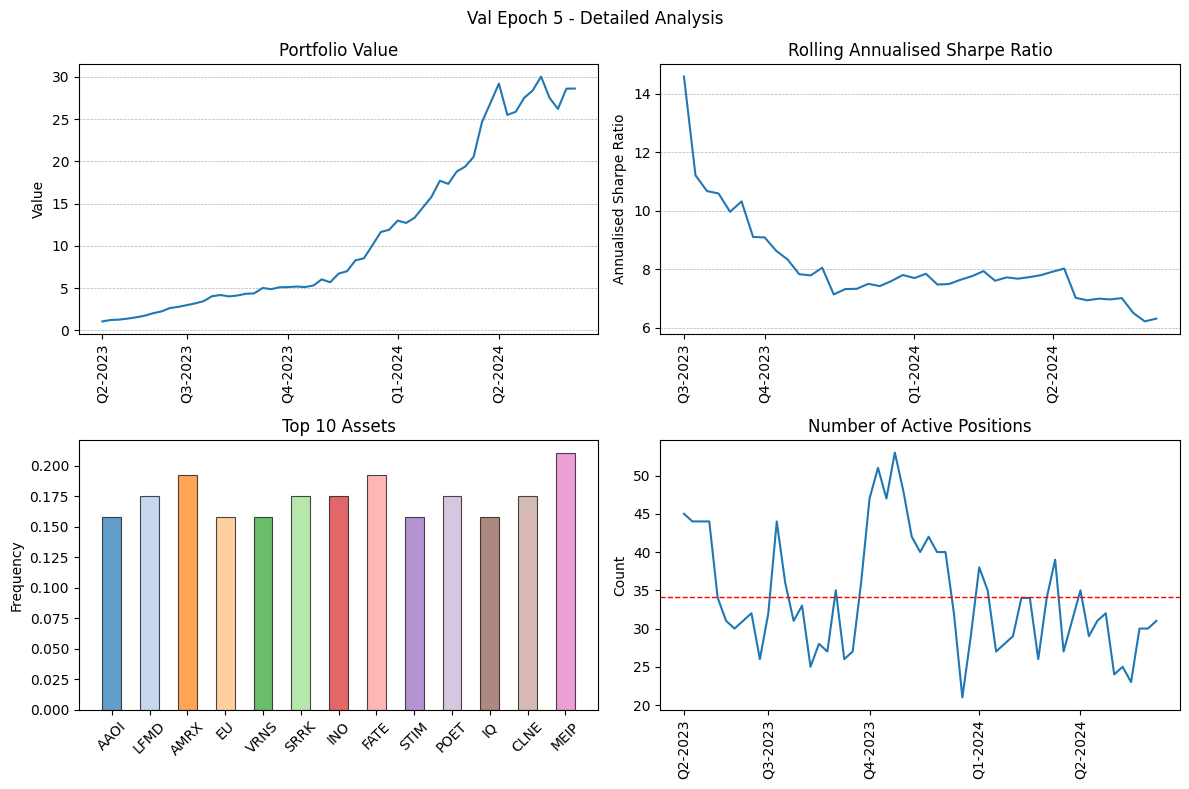 Val Epoch 5 - Detailed Analysis
Portfolio Value
Value
30
25
20
15
10
5
0
Q2-2023
Q3-2023
Q4-2023
Q1-2024
Q2-2024
Rolling Annualised Sharpe Ratio
Annualised Sharpe Ratio
14
12
10
8
6
Q3-2023
Q4-2023
Q1-2024
Q2-2024
Top 10 Assets
Frequency
0.200
0.175
0.150
0.125
0.100
0.075
0.050
0.025
0.000
AAOI
LFMD
AMRX
EU
VRNS
SRRK
INO
FATE
STIM
POET
IQ
CLNE
MEIP
Number of Active Positions
Count
50
45
40
35
30
25
20
Q2-2023
Q3-2023
Q4-2023
Q1-2024
Q2-2024